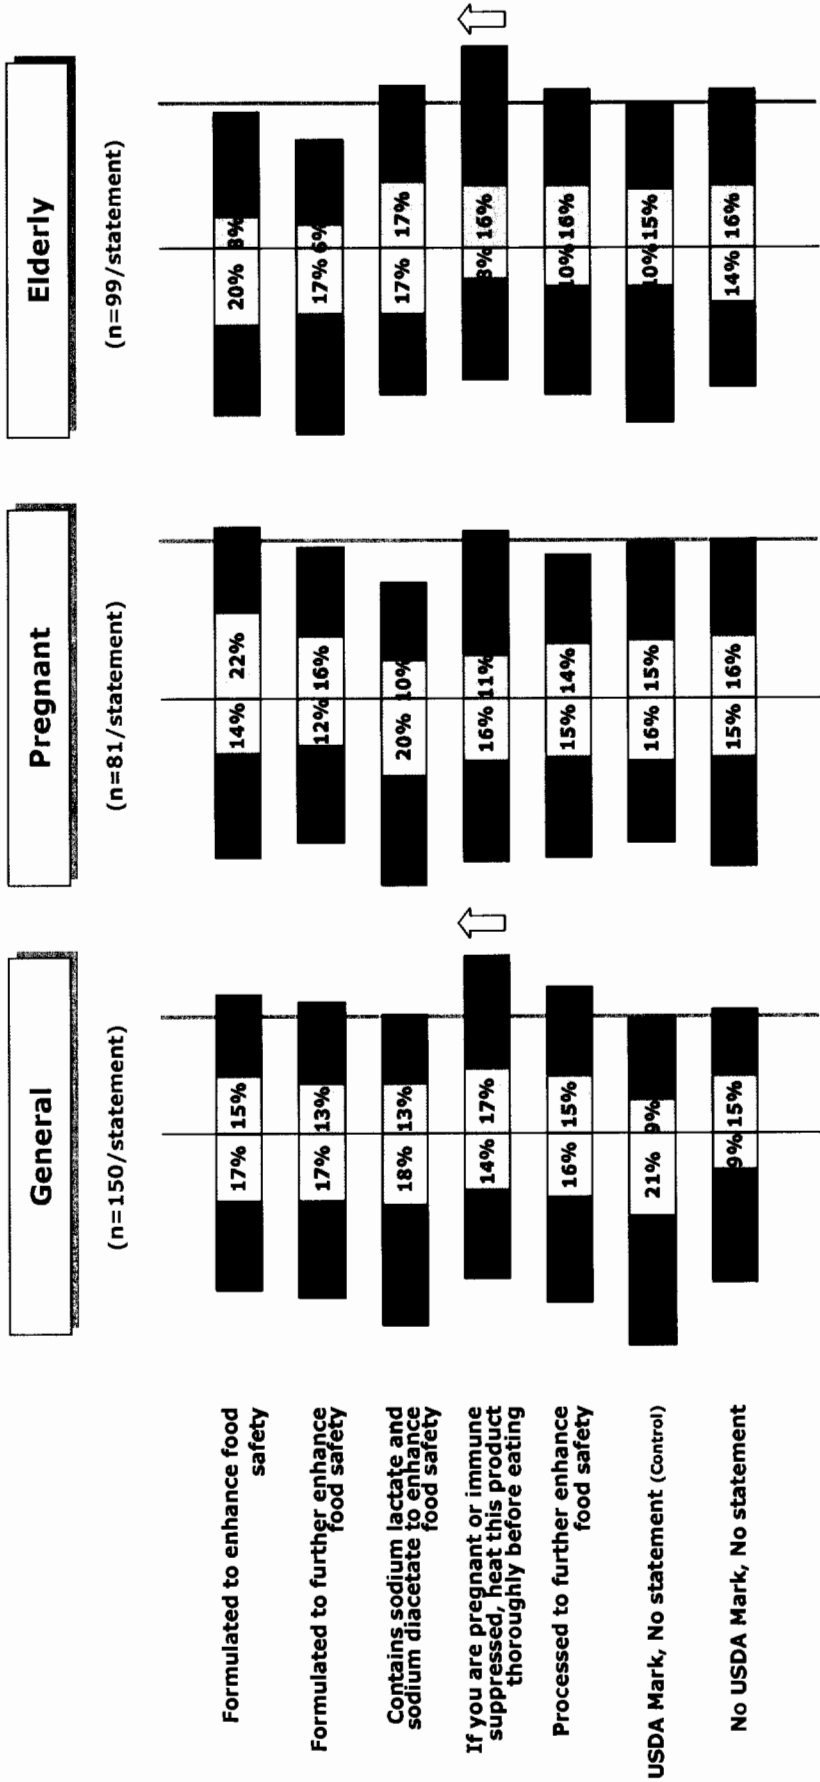 General
Pregnant
Elderly
(n=150/statement)
(n=81/statement)
(n=99/statement)
Formulated to enhance food
safety
17% 15%
14% 22%
20% 8%
Formulated to further enhance
food safety
17% 13%
12% 16%
17% 6%
Contains sodium lactate and
sodium diacetate to enhance
food safety
18% 13%
20% 10%
17% 17%
If you are pregnant or immune
suppressed, heat this product
thoroughly before eating
14% 17%
16% 11%
8% 16%
Processed to further enhance
food safety
16% 15%
15% 14%
10% 16%
USDA Mark, No statement (Control)
21% 9%
16% 15%
10% 15%
No USDA Mark, No statement
9% 15%
15% 16%
14% 16%